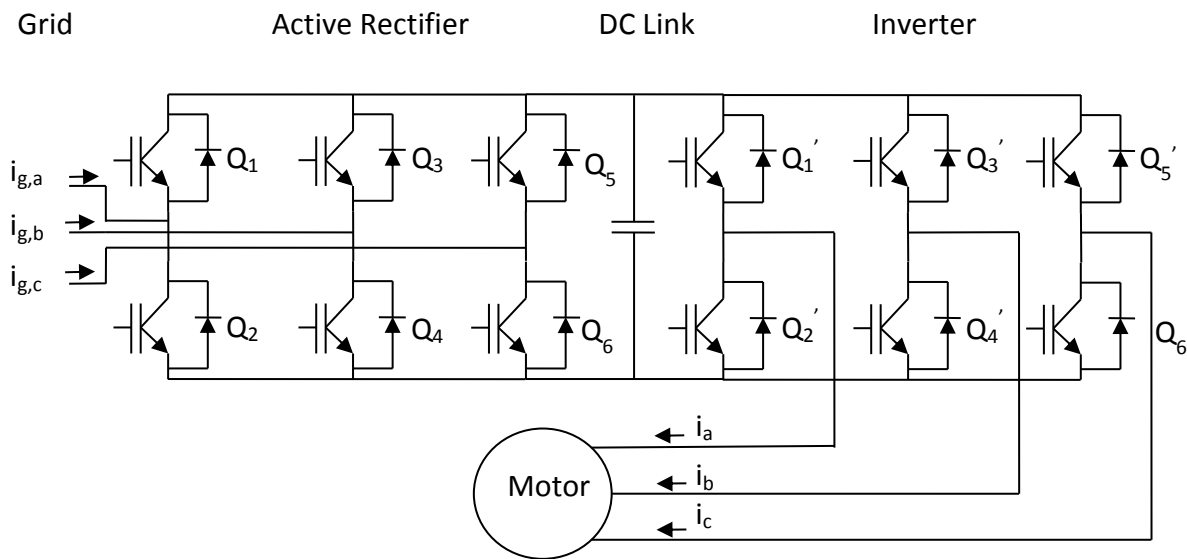 Grid Active Rectifier DC Link Inverter
Q1 Q3 Q5 Q1' Q3' Q5'
ig,a
ig,b
ig,c
Q2 Q4 Q6 Q2' Q4' Q6
ia
Motor ib
ic